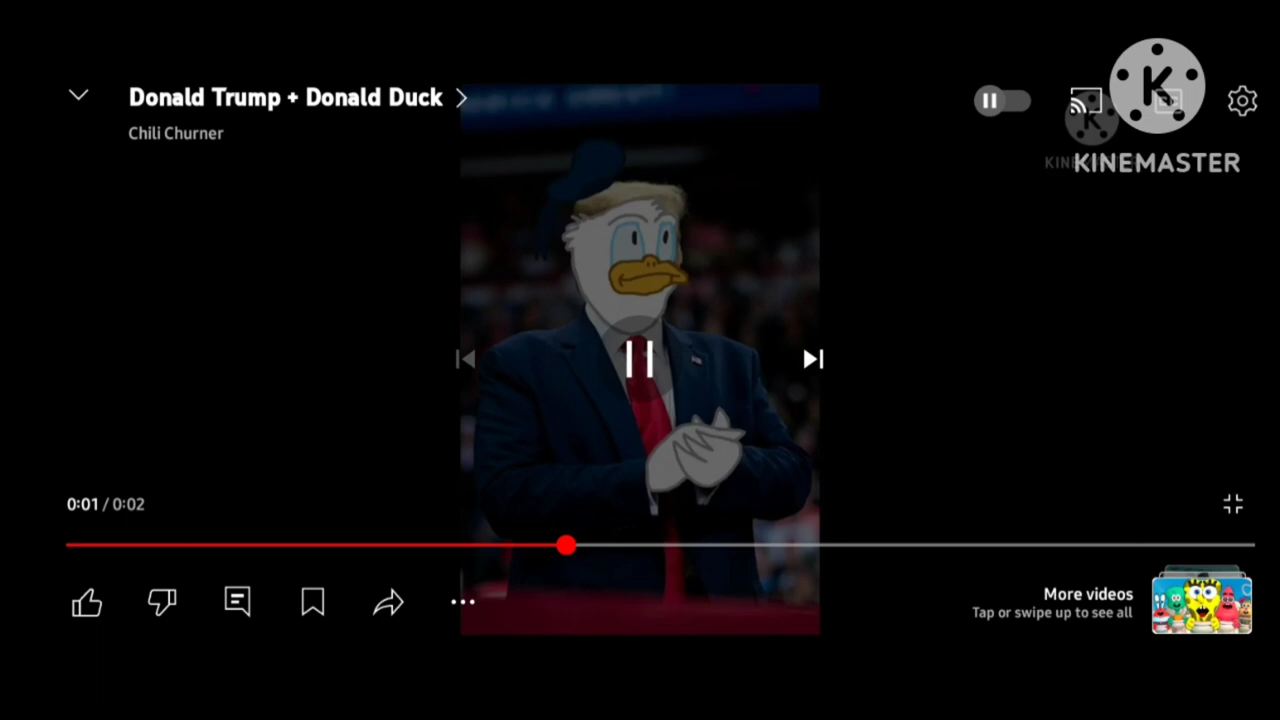 Donald Trump + Donald Duck
Chili Churner
K
KINEMASTER
K
KIN
0:01 / 0:02
More videos
Tap or swipe up to see all